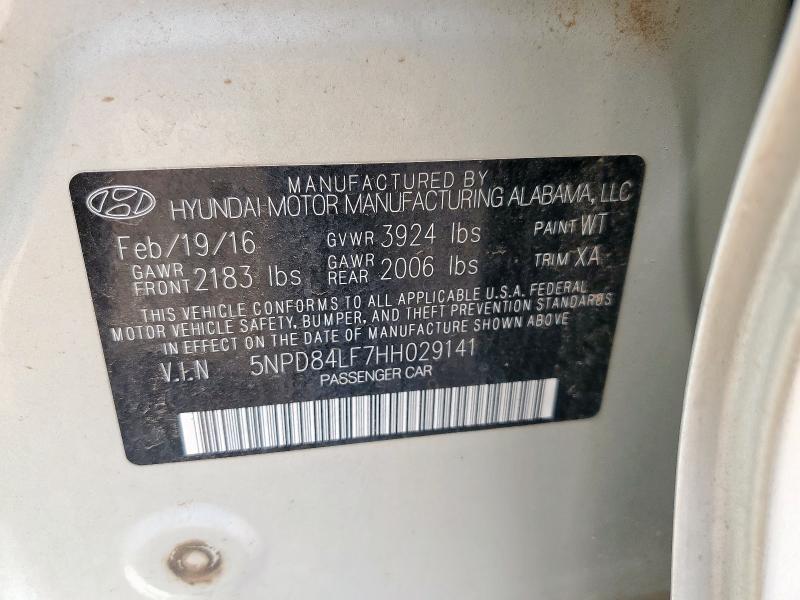 MANUFACTURED BY
HYUNDAI MOTOR MANUFACTURING ALABAMA, LLC
Feb/19/16 GVWR 3924 lbs PAINT WT
GAWR FRONT 2183 lbs GAWR REAR 2006 lbs TRIM XA
THIS VEHICLE CONFORMS TO ALL APPLICABLE U.S.A. FEDERAL
MOTOR VEHICLE SAFETY, BUMPER, AND THEFT PREVENTION STANDARDS
IN EFFECT ON THE DATE OF MANUFACTURE SHOWN ABOVE.
V.I.N 5NPD84LF7HH029141
PASSENGER CAR